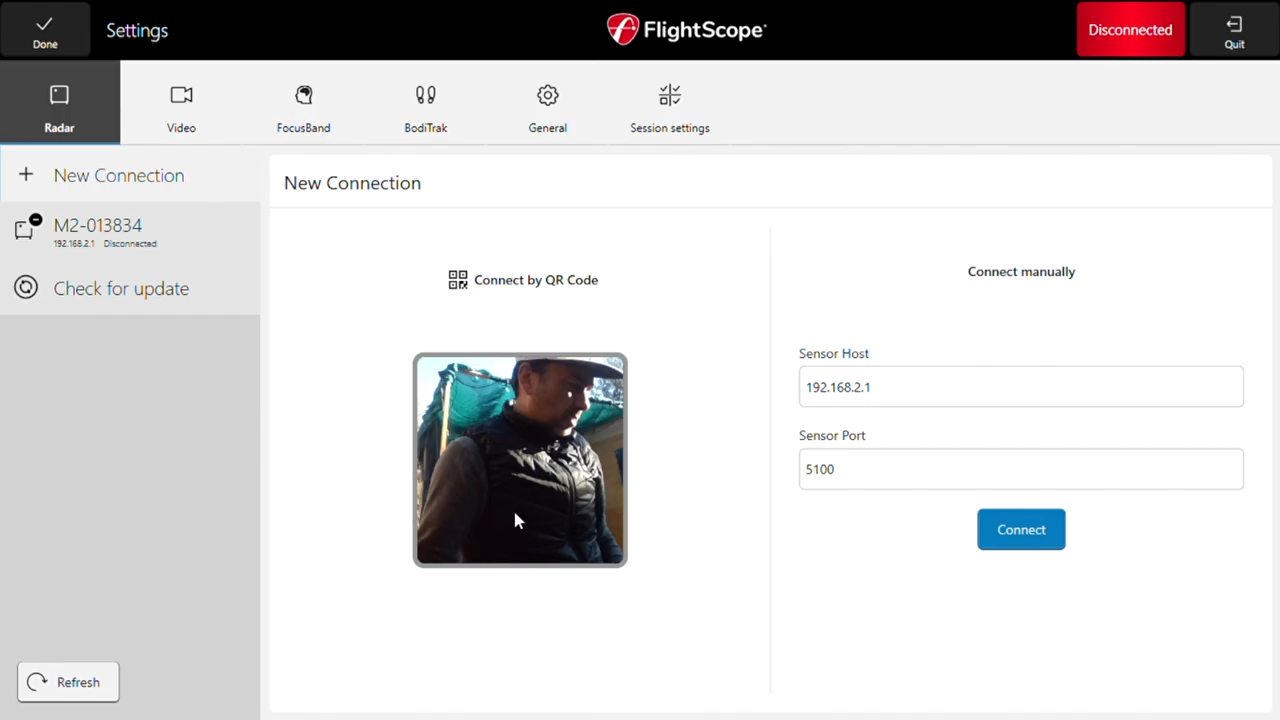 Done
Settings
FlightScope
Disconnected
Quit
Radar
Video
FocusBand
BodiTrak
General
Session settings
New Connection
M2-013834
192.168.2.1 Disconnected
Check for update
Refresh
New Connection
Connect by QR Code
Connect manually
Sensor Host
192.168.2.1
Sensor Port
5100
Connect